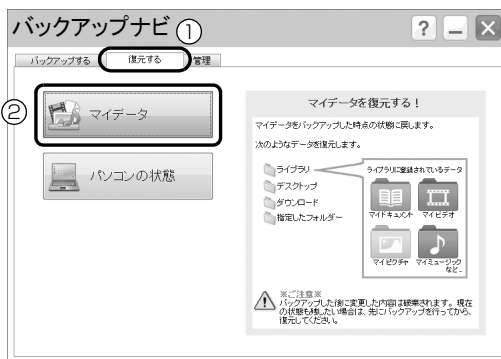 バックアップナビ
①
?
バックアップする
復元する
管理
②
マイデータ
パソコンの状態
マイデータを復元する!
マイデータをバックアップした時点の状態に戻します。
次のようなデータを復元します。
ライブラリ
デスクトップ
ダウンロード
指定したフォルダー
ライブラリに登録されているデータ
マイドキュメント
マイビデオ
マイピクチャ
マイミュージック
など...
※ご注意※
バックアップした後に変更した内容は破棄されます。現在
の状態も残したい場合は、先にバックアップを行ってから、
復元してください。